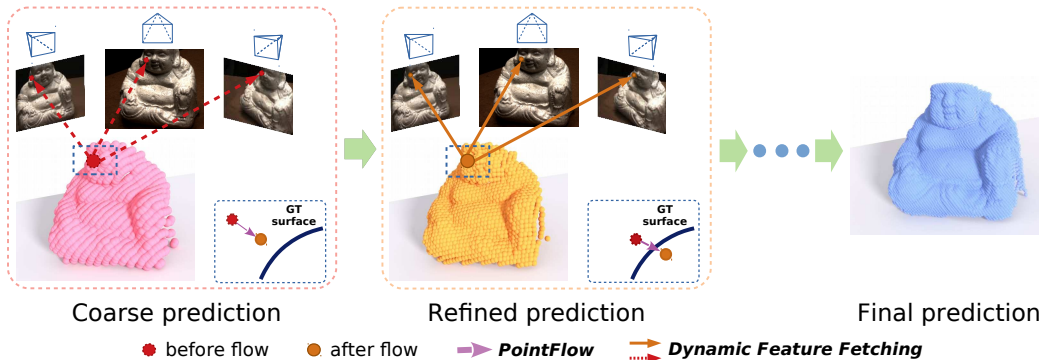 GT
surface
GT
surface
Coarse prediction
Refined prediction
Final prediction
before flow
after flow
PointFlow
Dynamic Feature Fetching